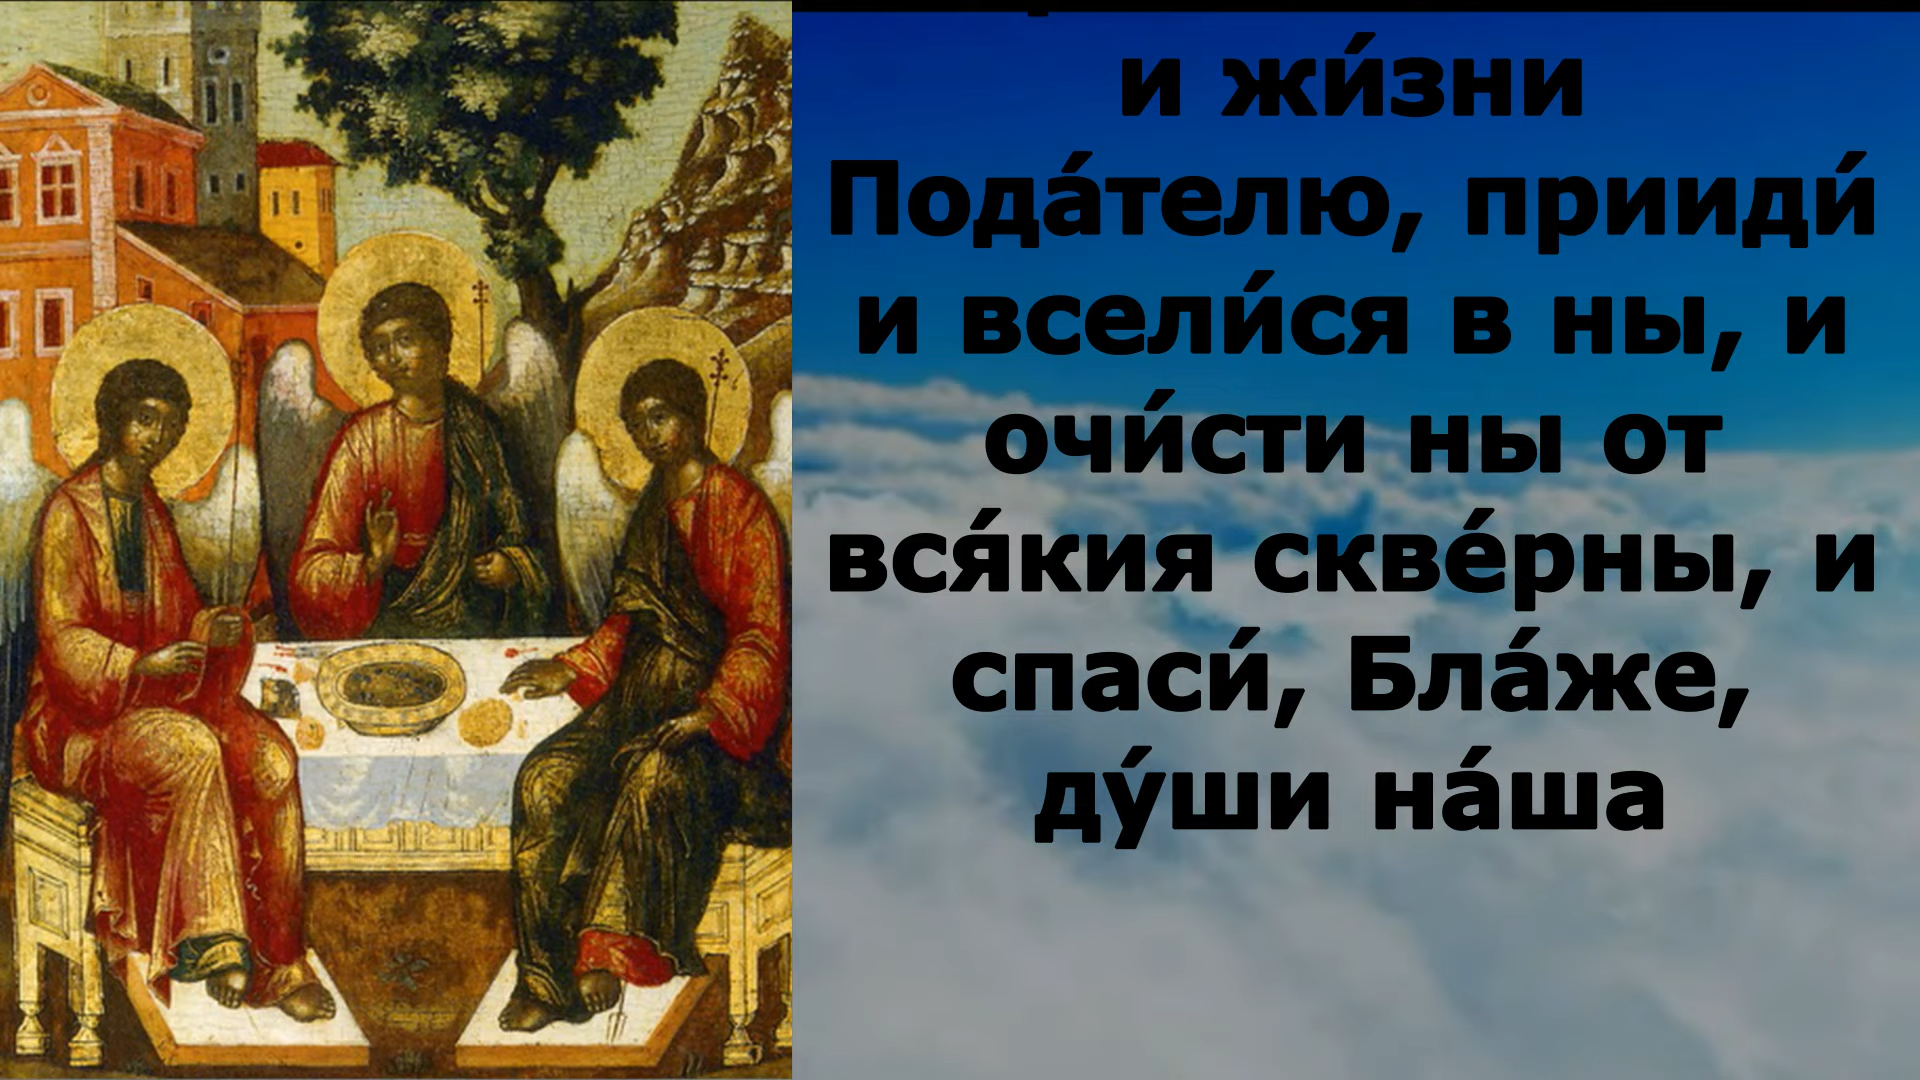 и жи́зни
Пода́телю, прииди́
и всели́ся в ны, и
очи́сти ны от
вся́кия скве́рны, и
спаси́, Бла́же,
ду́ши на́ша